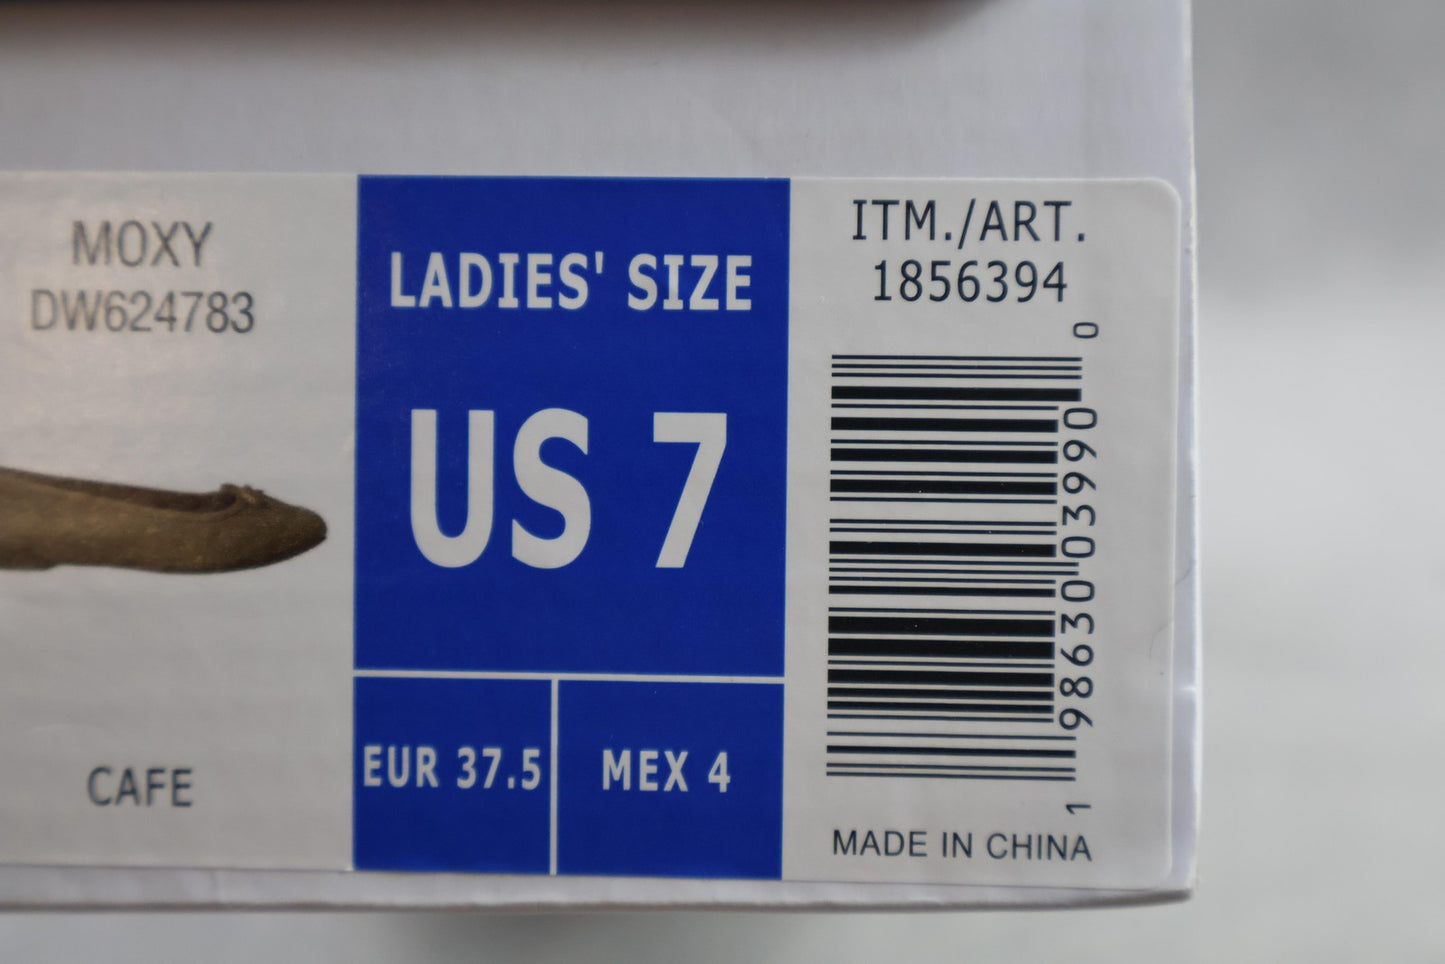 MOXY
DW624783
CAFE
LADIES' SIZE
US 7
EUR 37.5
MEX 4
ITM./ART.
1856394
1 98630 03990 0
MADE IN CHINA